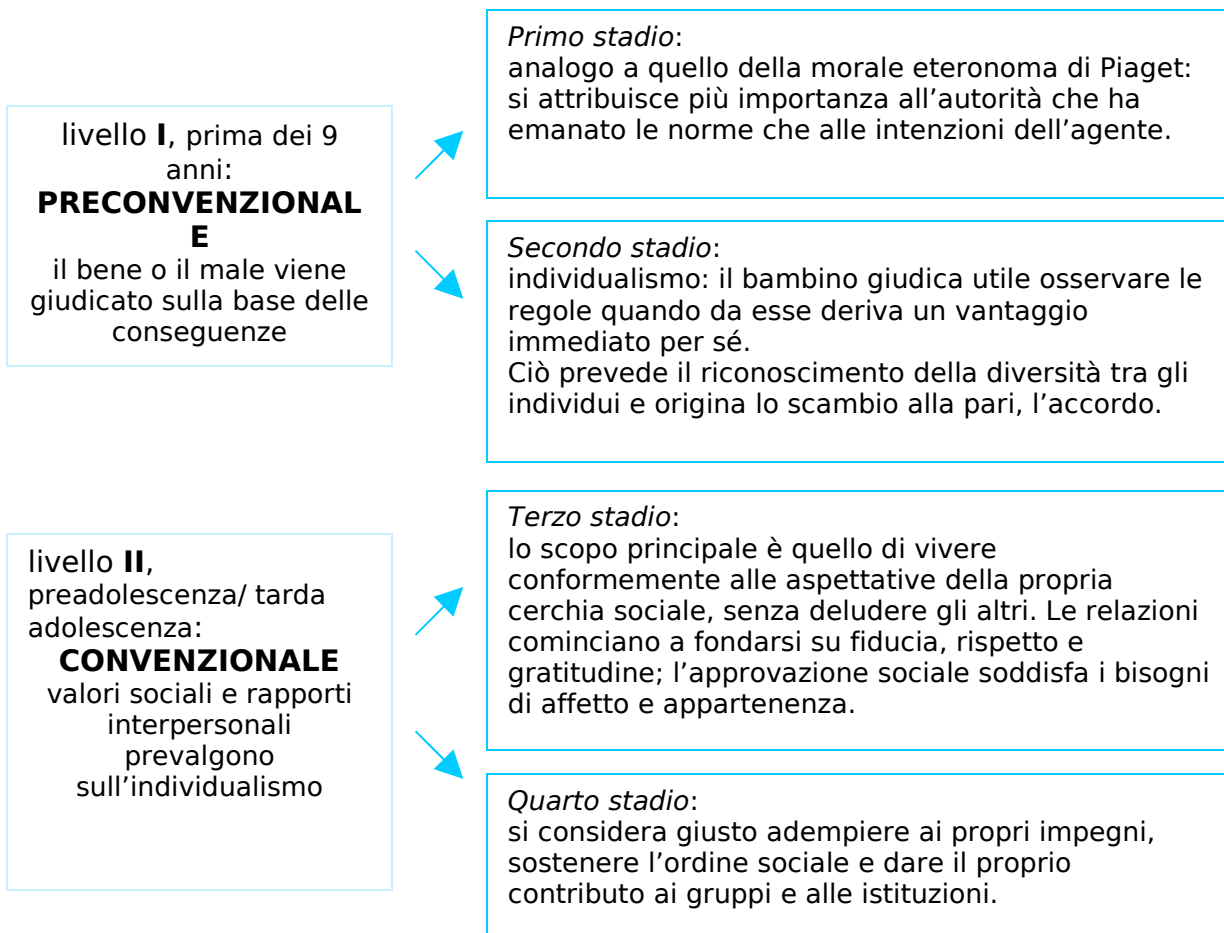 livello I, prima dei 9
anni:
PRECONVENZIONAL
E
il bene o il male viene
giudicato sulla base delle
conseguenze
Primo stadio:
analogo a quello della morale eteronoma di Piaget:
si attribuisce più importanza all’autorità che ha
emanato le norme che alle intenzioni dell’agente.
Secondo stadio:
individualismo: il bambino giudica utile osservare le
regole quando da esse deriva un vantaggio
immediato per sé.
Ciò prevede il riconoscimento della diversità tra gli
individui e origina lo scambio alla pari, l’accordo.
livello II,
preadolescenza/ tarda
adolescenza:
CONVENZIONALE
valori sociali e rapporti
interpersonali
prevalgono
sull’individualismo
Terzo stadio:
lo scopo principale è quello di vivere
conformemente alle aspettative della propria
cerchia sociale, senza deludere gli altri. Le relazioni
cominciano a fondarsi su fiducia, rispetto e
gratitudine; l’approvazione sociale soddisfa i bisogni
di affetto e appartenenza.
Quarto stadio:
si considera giusto adempiere ai propri impegni,
sostenere l’ordine sociale e dare il proprio
contributo ai gruppi e alle istituzioni.